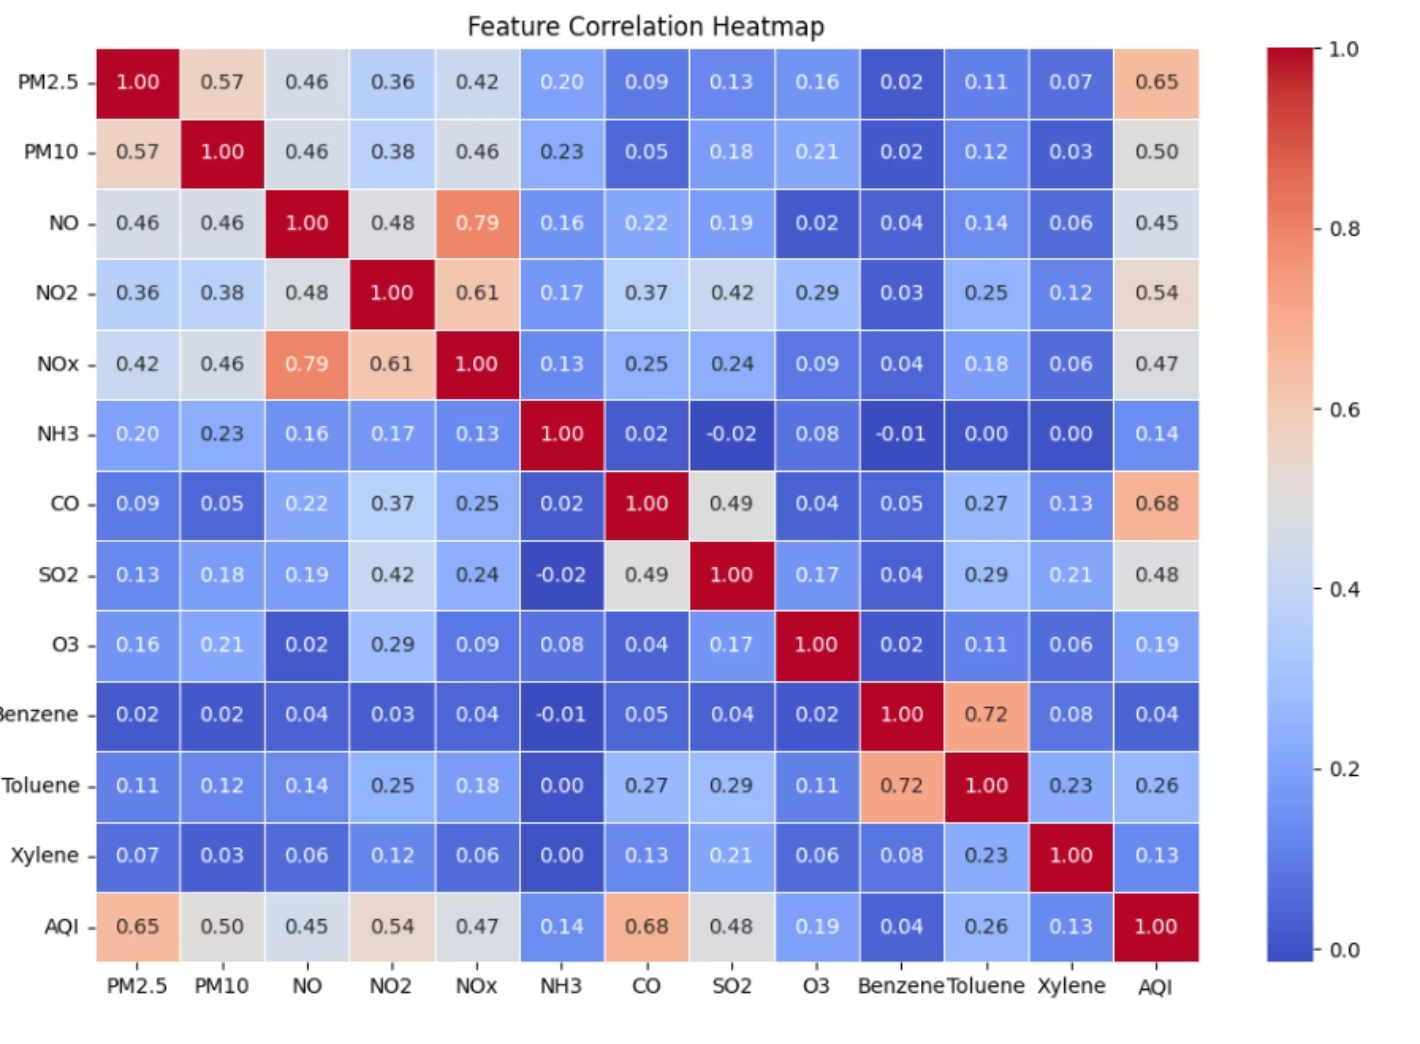 Feature Correlation Heatmap
PM2.5 1.00 0.57 0.46 0.36 0.42 0.20 0.09 0.13 0.16 0.02 0.11 0.07 0.65
PM10 0.57 1.00 0.46 0.38 0.46 0.23 0.05 0.18 0.21 0.02 0.12 0.03 0.50
NO 0.46 0.46 1.00 0.48 0.79 0.16 0.22 0.19 0.02 0.04 0.14 0.06 0.45
NO2 0.36 0.38 0.48 1.00 0.61 0.17 0.37 0.42 0.29 0.03 0.25 0.12 0.54
NOx 0.42 0.46 0.79 0.61 1.00 0.13 0.25 0.24 0.09 0.04 0.18 0.06 0.47
NH3 0.20 0.23 0.16 0.17 0.13 1.00 0.02 -0.02 0.08 -0.01 0.00 0.00 0.14
CO 0.09 0.05 0.22 0.37 0.25 0.02 1.00 0.49 0.04 0.05 0.27 0.13 0.68
SO2 0.13 0.18 0.19 0.42 0.24 -0.02 0.49 1.00 0.17 0.04 0.29 0.21 0.48
O3 0.16 0.21 0.02 0.29 0.09 0.08 0.04 0.17 1.00 0.02 0.11 0.06 0.19
Benzene 0.02 0.02 0.04 0.03 0.04 -0.01 0.05 0.04 0.02 1.00 0.72 0.08 0.04
Toluene 0.11 0.12 0.14 0.25 0.18 0.00 0.27 0.29 0.11 0.72 1.00 0.23 0.26
Xylene 0.07 0.03 0.06 0.12 0.06 0.00 0.13 0.21 0.06 0.08 0.23 1.00 0.13
AQI 0.65 0.50 0.45 0.54 0.47 0.14 0.68 0.48 0.19 0.04 0.26 0.13 1.00
PM2.5 PM10 NO NO2 NOx NH3 CO SO2 O3 Benzene Toluene Xylene AQI
1.0
0.8
0.6
0.4
0.2
0.0